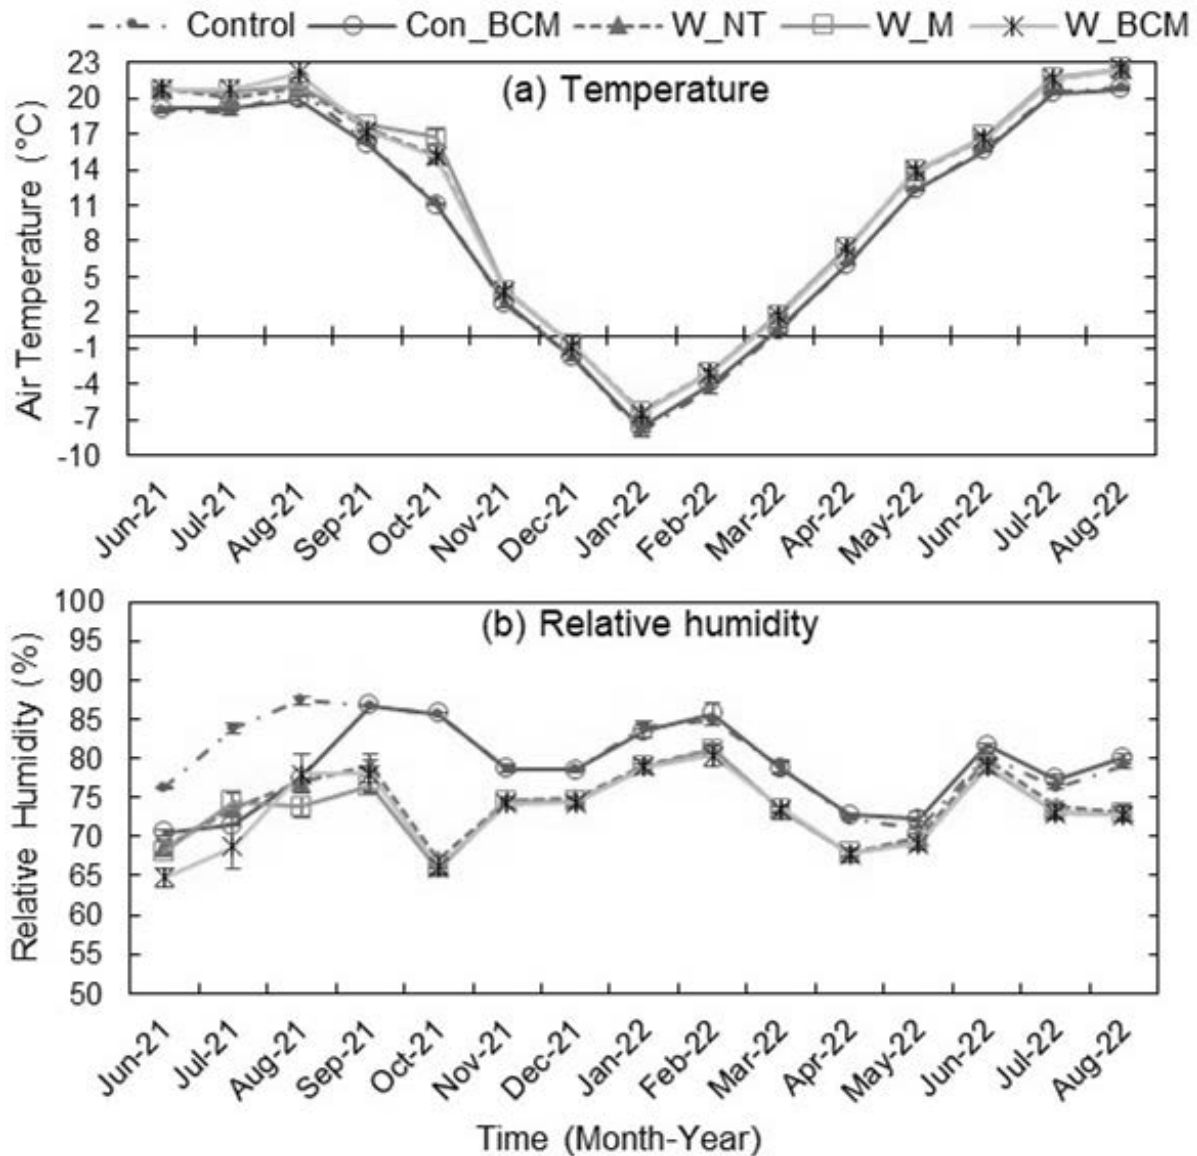 Control Con_BCM W_NT W_M W_BCM
(a) Temperature
Air Temperature (°C)
23
20
17
14
11
8
5
2
-1
-4
-7
-10
Jun-21 Jul-21 Aug-21 Sep-21 Oct-21 Nov-21 Dec-21 Jan-22 Feb-22 Mar-22 Apr-22 May-22 Jun-22 Jul-22 Aug-22
(b) Relative humidity
Relative Humidity (%)
100
95
90
85
80
75
70
65
60
55
50
Jun-21 Jul-21 Aug-21 Sep-21 Oct-21 Nov-21 Dec-21 Jan-22 Feb-22 Mar-22 Apr-22 May-22 Jun-22 Jul-22 Aug-22
Time (Month-Year)